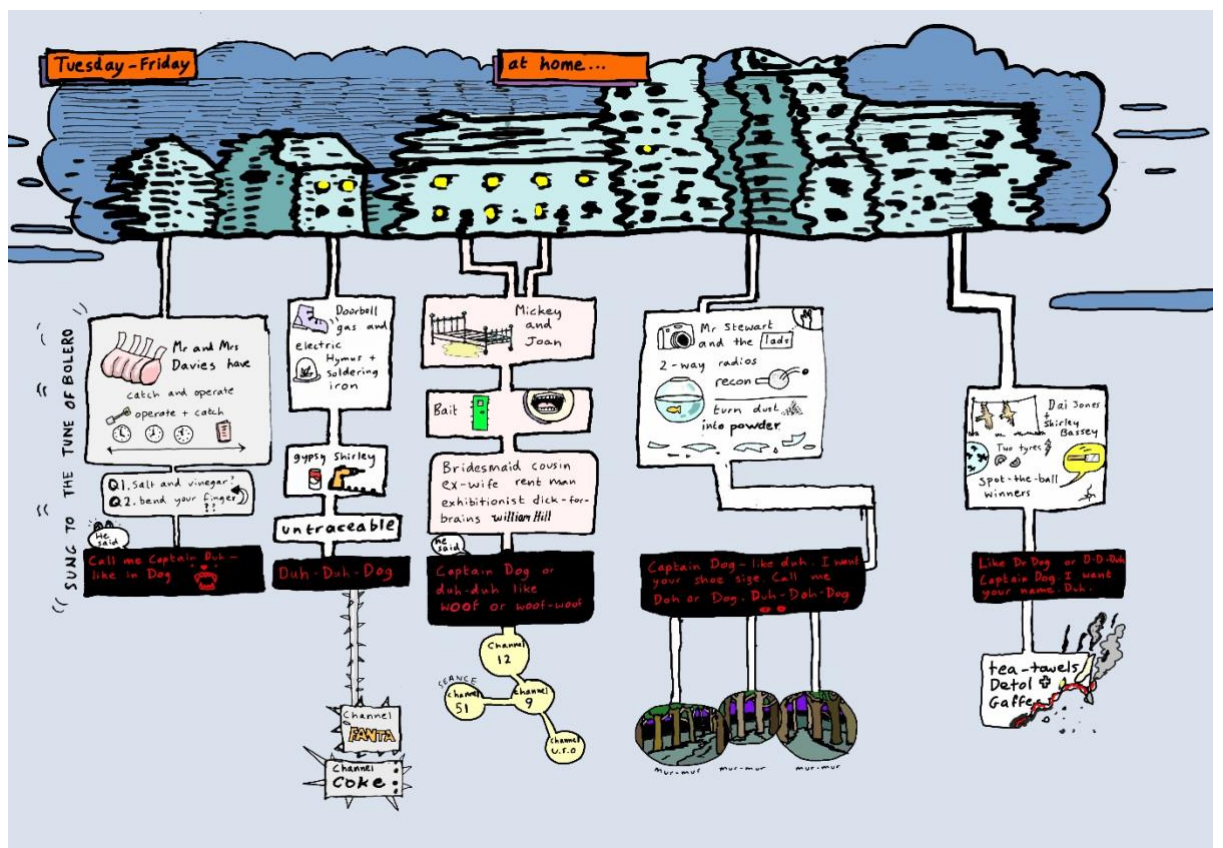 Tuesday-Friday
at home...
(( SUNG TO THE TUNE OF BOLERO ))
Mr and Mrs
Davies have
catch and operate
operate + catch
Q1. Salt and vinegar?
Q2. bend your finger
??
He
said
Call me Captain Duh-
like in Dog
Doorbell
gas and
electric
Hymns +
Soldering
iron
gypsy Shirley
untraceable
Duh-Duh-Dog
Channel
FANTA
Channel
Coke
Mickey
and
Joan
Bait
Bridesmaid cousin
ex-wife rent man
exhibitionist dick-for-
brains William Hill
he
said
Captain Dog or
duh-duh like
woof or woof-woof
Channel
12
SEANCE
Channel
51
Channel
9
Channel
U.F.O
Mr Stewart
and the lads
2-way radios
recon
turn dust
into powder
Captain Dog-like duh. I want
your shoe size. Call me
Doh or Dog. Duh-Doh-Dog
mur-mur
mur-mur
mur-mur
Dai Jones
+
Shirley
Bassey
Two tyres
spot-the-ball
winners
Like Dr Dog or D-D-Duh
Captain Dog. I want
your name. Duh.
tea-towels
Detol
Gaffer